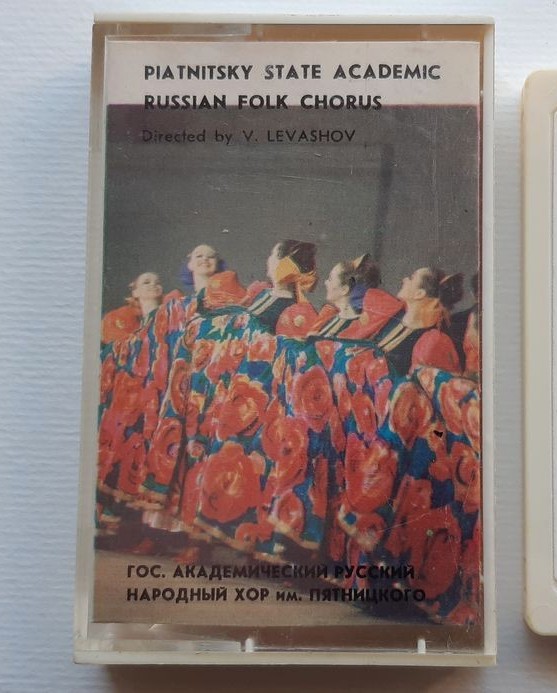 PIATNITSKY STATE ACADEMIC
RUSSIAN FOLK CHORUS
Directed by V. LEVASHOV
ГОС. АКАДЕМИЧЕСКИЙ РУССКИЙ
НАРОДНЫЙ ХОР им. ПЯТНИЦКОГО